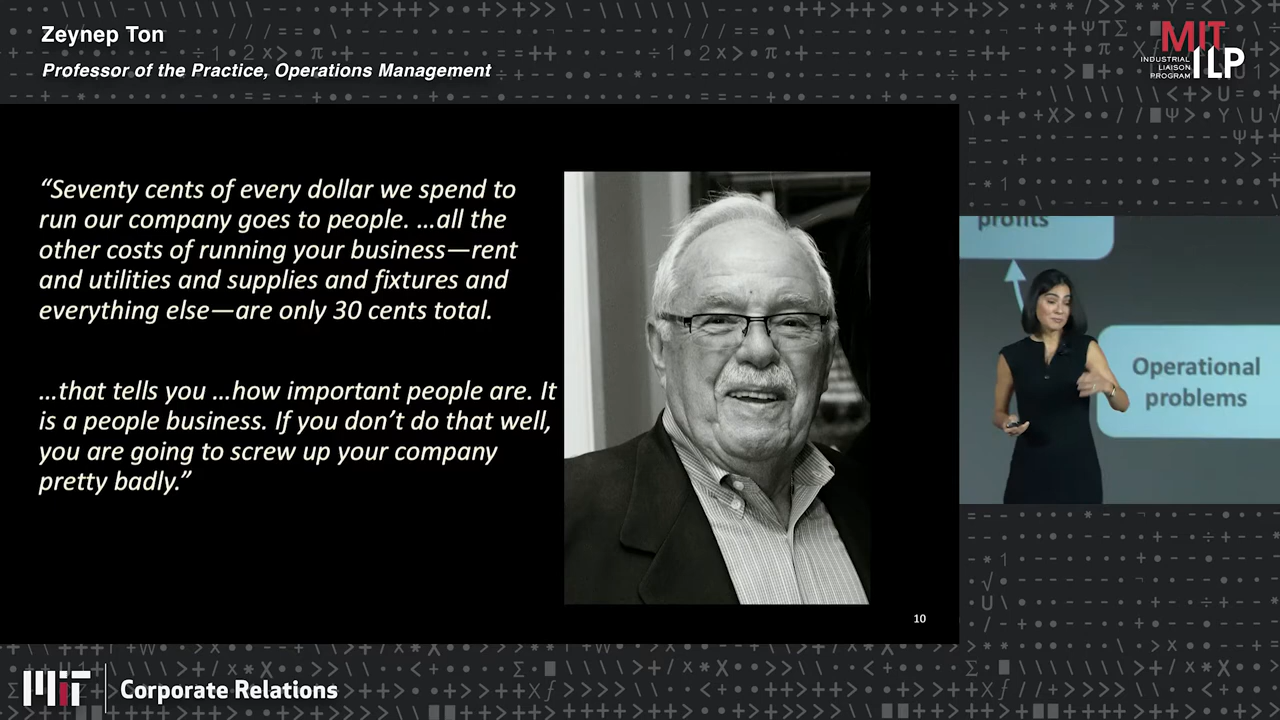 Zeynep Ton
Professor of the Practice, Operations Management
MIT
INDUSTRIAL
LIAISON
PROGRAM
ILP
“Seventy cents of every dollar we spend to
run our company goes to people. …all the
other costs of running your business—rent
and utilities and supplies and fixtures and
everything else—are only 30 cents total.
…that tells you …how important people are. It
is a people business. If you don’t do that well,
you are going to screw up your company
pretty badly.”
10
profits
Operational
problems
MIT
Corporate Relations